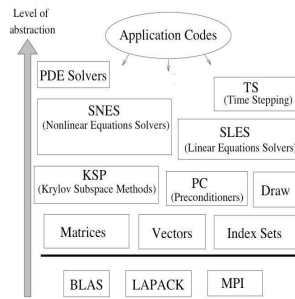 Level of
abstraction
Application Codes
PDE Solvers
TS
(Time Stepping)
SNES
(Nonlinear Equations Solvers)
SLES
(Linear Equations Solvers)
KSP
(Krylov Subspace Methods)
PC
(Preconditioners)
Draw
Matrices
Vectors
Index Sets
BLAS
LAPACK
MPI